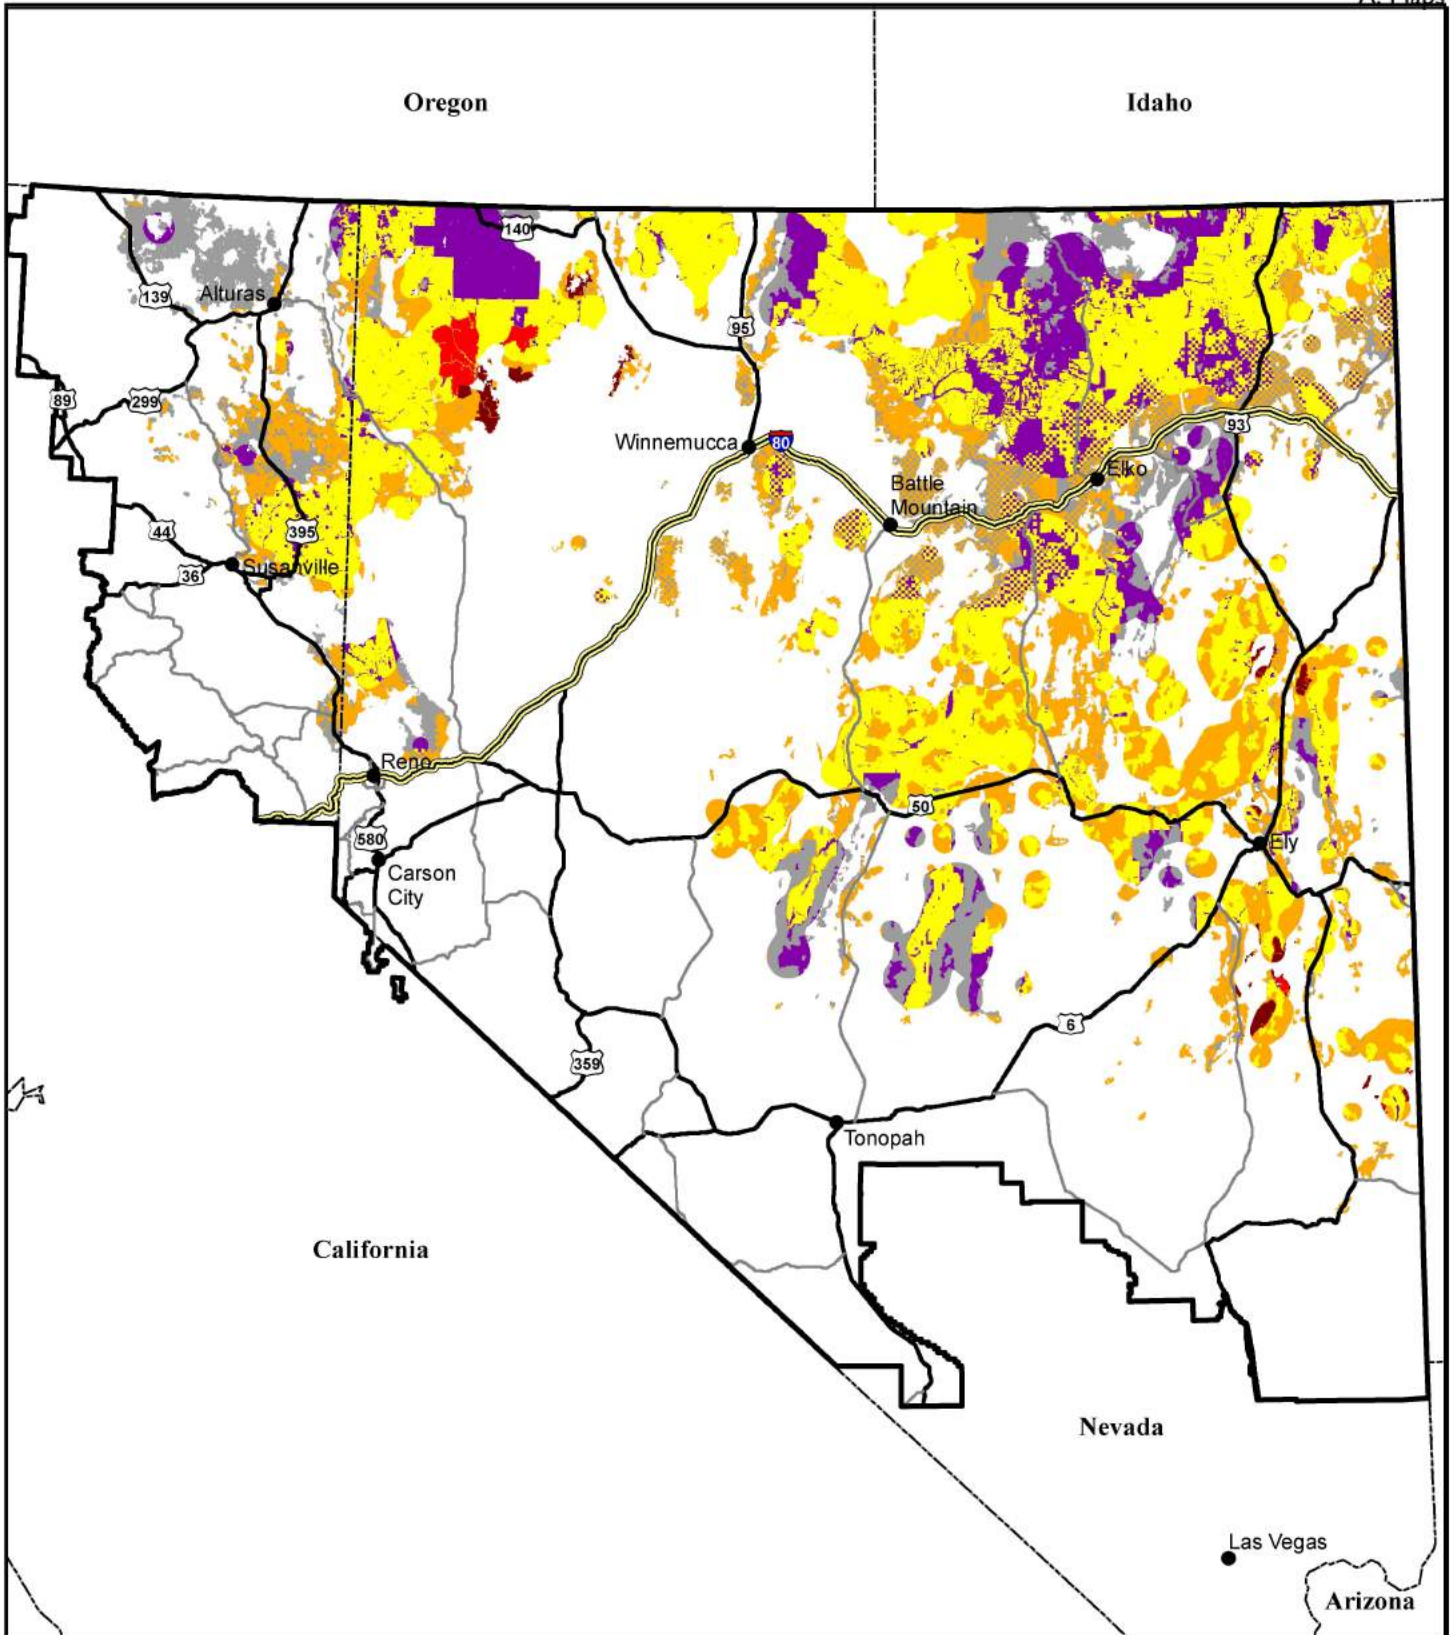 Oregon
Idaho
140
139
Alturas
95
89
299
Winnemucca
80
93
Elko
Battle
Mountain
44
395
36
Susanville
Reno
50
580
Ely
Carson
City
6
359
Tonopah
California
Nevada
Las Vegas
Arizona